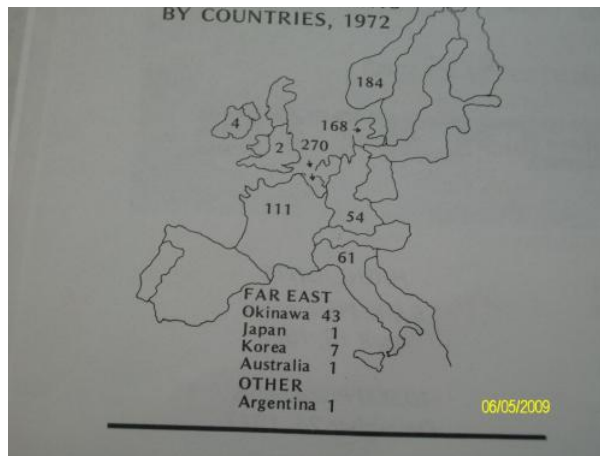 BY COUNTRIES, 1972
184
168
4
2
270
111
54
61
FAR EAST
Okinawa 43
Japan 1
Korea 7
Australia 1
OTHER
Argentina 1
06/05/2009